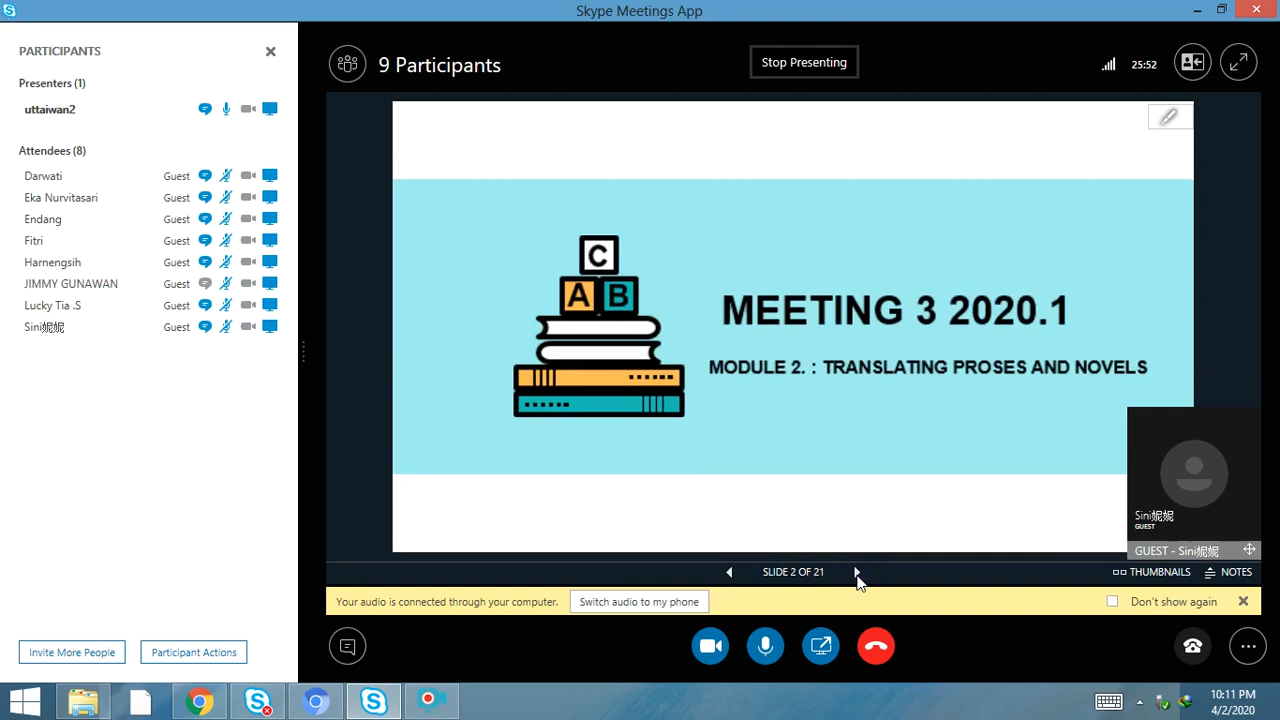 Skype Meetings App
PARTICIPANTS
Presenters (1)
uttaiwan2
Attendees (8)
Darwati Guest
Eka Nurvitasari Guest
Endang Guest
Fitri Guest
Harnengsih Guest
JIMMY GUNAWAN Guest
Lucky Tia .S Guest
Sini妮妮 Guest
Invite More People
Participant Actions
9 Participants
Stop Presenting
25:52
C
A B
MEETING 3 2020.1
MODULE 2. : TRANSLATING PROSES AND NOVELS
Sini妮妮
GUEST
GUEST - Sini妮妮
SLIDE 2 OF 21
THUMBNAILS
NOTES
Your audio is connected through your computer.
Switch audio to my phone
Don't show again
10:11 PM
4/2/2020